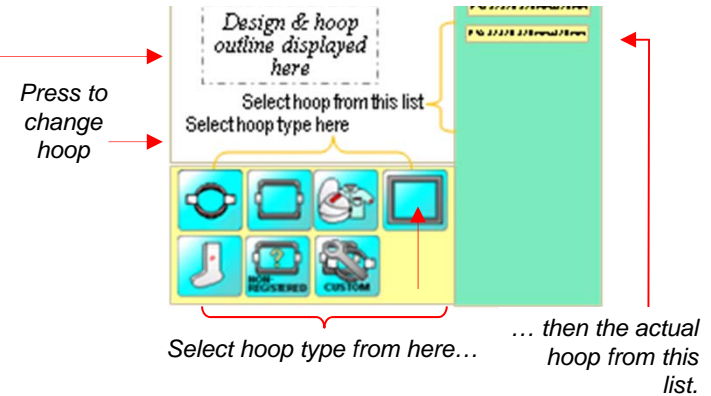 Design & hoop
outline displayed
here
Press to
change
hoop
Select hoop from this list
Select hoop type here
NON-
REGISTERED
CUSTOM
Select hoop type from here…
… then the actual
hoop from this
list.